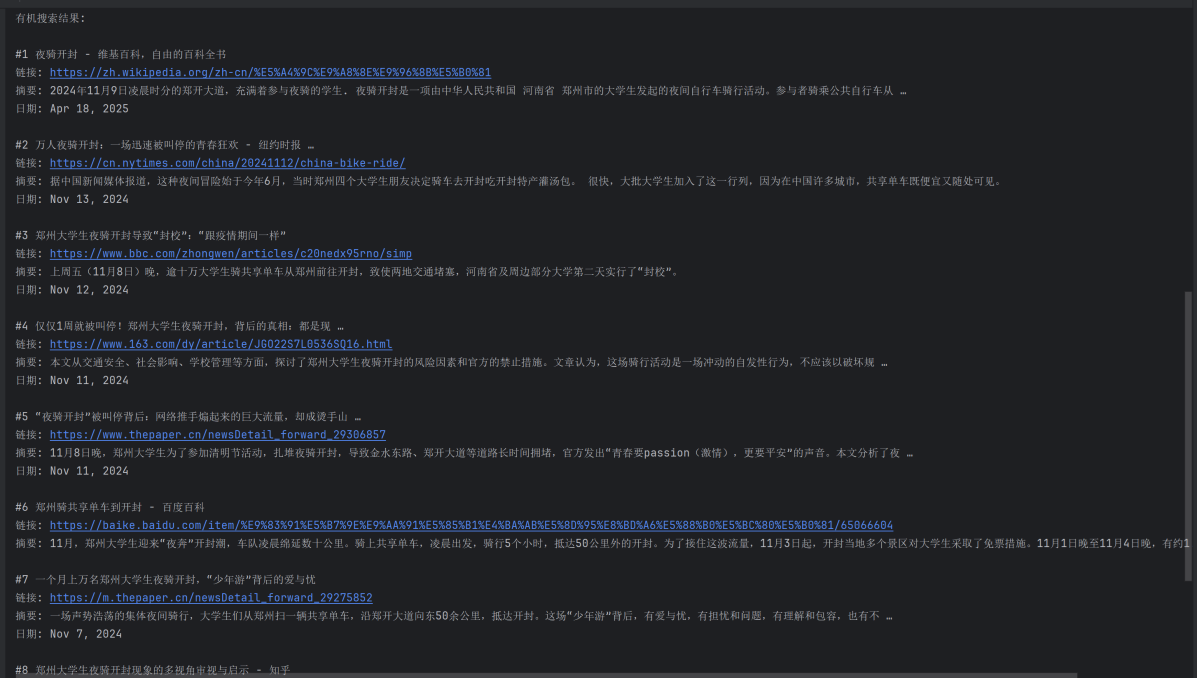 有机搜索结果:
#1 夜骑开封 - 维基百科，自由的百科全书
链接: https://zh.wikipedia.org/zh-cn/%E5%A4%9C%E9%A8%8E%E9%96%8B%E5%B0%81
摘要: 2024年11月9日凌晨时分的郑开大道，充满着参与夜骑的学生. 夜骑开封是一项由中华人民共和国 河南省 郑州市的大学生发起的夜间自行车骑行活动。参与者骑乘公共自行车从 …
日期: Apr 18, 2025
#2 万人夜骑开封：一场迅速被叫停的青春狂欢 - 纽约时报 …
链接: https://cn.nytimes.com/china/20241112/china-bike-ride/
摘要: 据中国新闻媒体报道，这种夜间冒险始于今年6月，当时郑州四个大学生朋友决定骑车去开封吃开封特产灌汤包。 很快，大批大学生加入了这一行列，因为在中国许多城市，共享单车既便宜又随处可见。
日期: Nov 13, 2024
#3 郑州大学生夜骑开封导致“封校”：“跟疫情期间一样”
链接: https://www.bbc.com/zhongwen/articles/c20nedx95rno/simp
摘要: 上周五（11月8日）晚，逾十万大学生骑共享单车从郑州前往开封，致使两地交通堵塞，河南省及周边部分大学第二天实行了“封校”。
日期: Nov 12, 2024
#4 仅仅1周就被叫停！郑州大学生夜骑开封，背后的真相：都是现 …
链接: https://www.163.com/dy/article/JGO22S7L0536SQ16.html
摘要: 本文从交通安全、社会影响、学校管理等方面，探讨了郑州大学生夜骑开封的风险因素和官方的禁止措施。文章认为，这场骑行活动是一场冲动的自发性行为，不应该以破坏规 …
日期: Nov 11, 2024
#5 “夜骑开封”被叫停背后：网络推手煽起来的巨大流量，却成烫手山 …
链接: https://www.thepaper.cn/newsDetail_forward_29306857
摘要: 11月8日晚，郑州大学生为了参加清明节活动，扎堆夜骑开封，导致金水东路、郑开大道等道路长时间拥堵，官方发出“青春要passion（激情），更要平安”的声音。本文分析了夜 …
日期: Nov 11, 2024
#6 郑州骑共享单车到开封 - 百度百科
链接: https://baike.baidu.com/item/%E9%83%91%E5%B7%9E%E9%AA%91%E5%85%B1%E4%BA%AB%E5%8D%95%E8%BD%A6%E5%88%B0%E5%BC%80%E5%B0%81/65066604
摘要: 11月，郑州大学生迎来“夜奔”开封潮，车队凌晨绵延数十公里。骑上共享单车，凌晨出发，骑行5个小时，抵达50公里外的开封。为了接住这波流量，11月3日起，开封当地多个景区对大学生采取了免票措施。11月1日晚至11月4日晚，有约1
#7 一个月上万名郑州大学生夜骑开封，“少年游”背后的爱与忧
链接: https://m.thepaper.cn/newsDetail_forward_29275852
摘要: 一场声势浩荡的集体夜间骑行，大学生们从郑州扫一辆共享单车，沿郑开大道向东50余公里，抵达开封。这场“少年游”背后，有爱与忧，有担忧和问题，有理解和包容，也有不 …
日期: Nov 7, 2024
#8 郑州大学生夜骑开封现象的多视角审视与启示 - 知乎